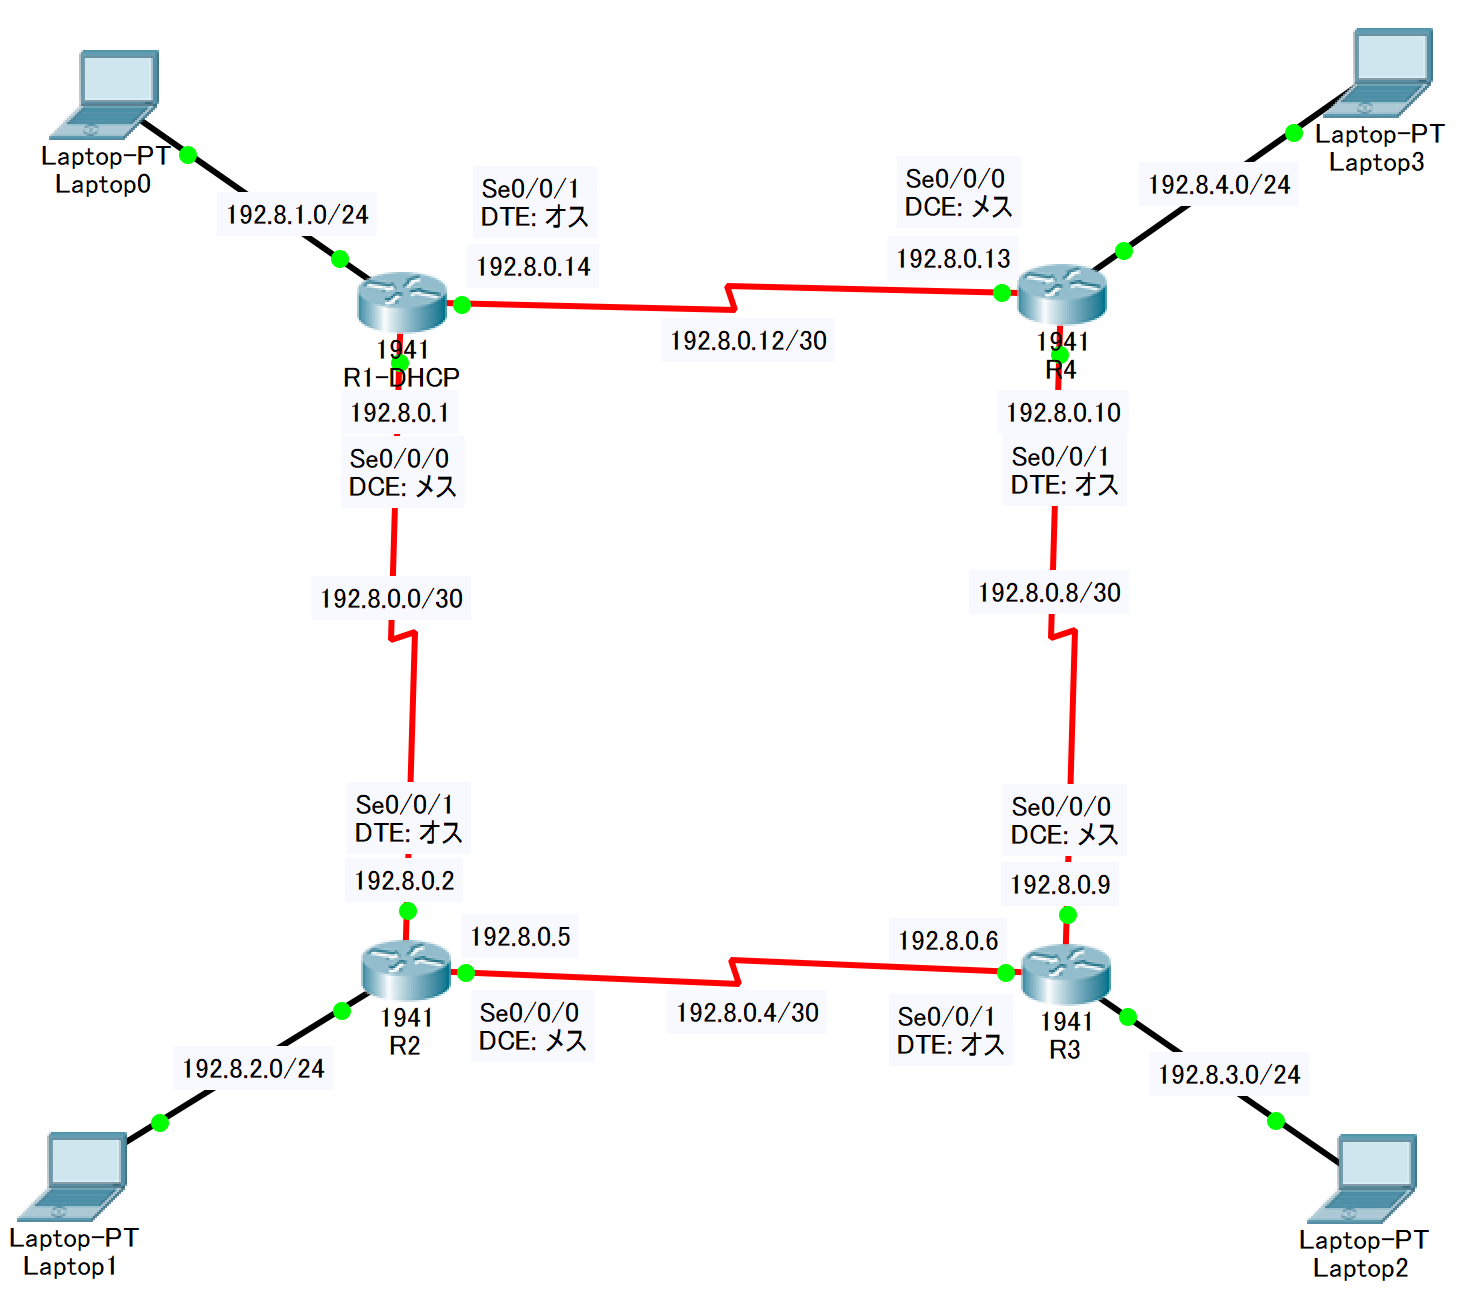 Laptop-PT
Laptop0
192.8.1.0/24
Se0/0/1
DTE: オス
192.8.0.14
Se0/0/0
DCE: メス
192.8.0.13
192.8.4.0/24
Laptop-PT
Laptop3
192.8.0.12/30
1941
R1-DHCP
192.8.0.1
Se0/0/0
DCE: メス
1941
R4
192.8.0.10
Se0/0/1
DTE: オス
192.8.0.0/30
192.8.0.8/30
Se0/0/1
DTE: オス
192.8.0.2
Se0/0/0
DCE: メス
192.8.0.9
192.8.0.5
192.8.0.6
1941
R2
Se0/0/0
DCE: メス
192.8.0.4/30
Se0/0/1
DTE: オス
1941
R3
192.8.2.0/24
192.8.3.0/24
Laptop-PT
Laptop1
Laptop-PT
Laptop2